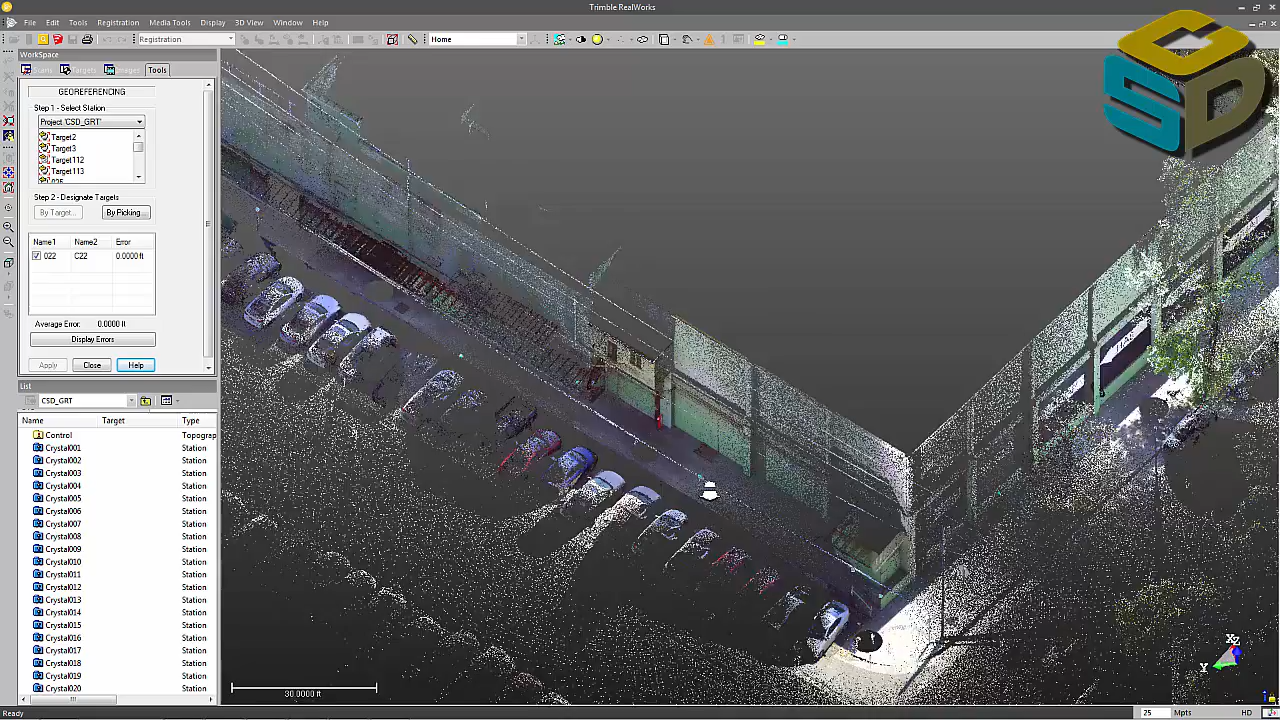 Trimble RealWorks
File Edit Tools Registration Media Tools Display 3D View Window Help
Registration Home
WorkSpace
Scans Targets Images Tools
GEOREFERENCING
Step 1 - Select Station
Project 'CSD_GRT'
Target2
Target3
Target112
Target113
Step 2 - Designate Targets
By Target... By Picking...
Name1 Name2 Error
022 C22 0.0000 ft
Average Error: 0.0000 ft
Display Errors
Apply Close Help
List
CSD_GRT
Name Target Type
Control Topograp
Crystal001 Station
Crystal002 Station
Crystal003 Station
Crystal004 Station
Crystal005 Station
Crystal006 Station
Crystal007 Station
Crystal008 Station
Crystal009 Station
Crystal010 Station
Crystal011 Station
Crystal012 Station
Crystal013 Station
Crystal014 Station
Crystal015 Station
Crystal016 Station
Crystal017 Station
Crystal018 Station
Crystal019 Station
Crystal020 Station
CSD
30.0000 ft
XZ
Y
Ready 25 Mpts HD